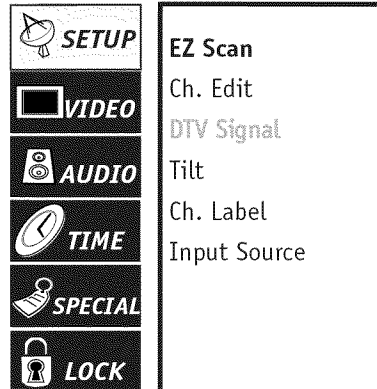 SETUP
VIDEO
AUDIO
TIME
SPECIAL
LOCK
EZ Scan
Ch. Edit
DTV Signal
Tilt
Ch. Label
Input Source